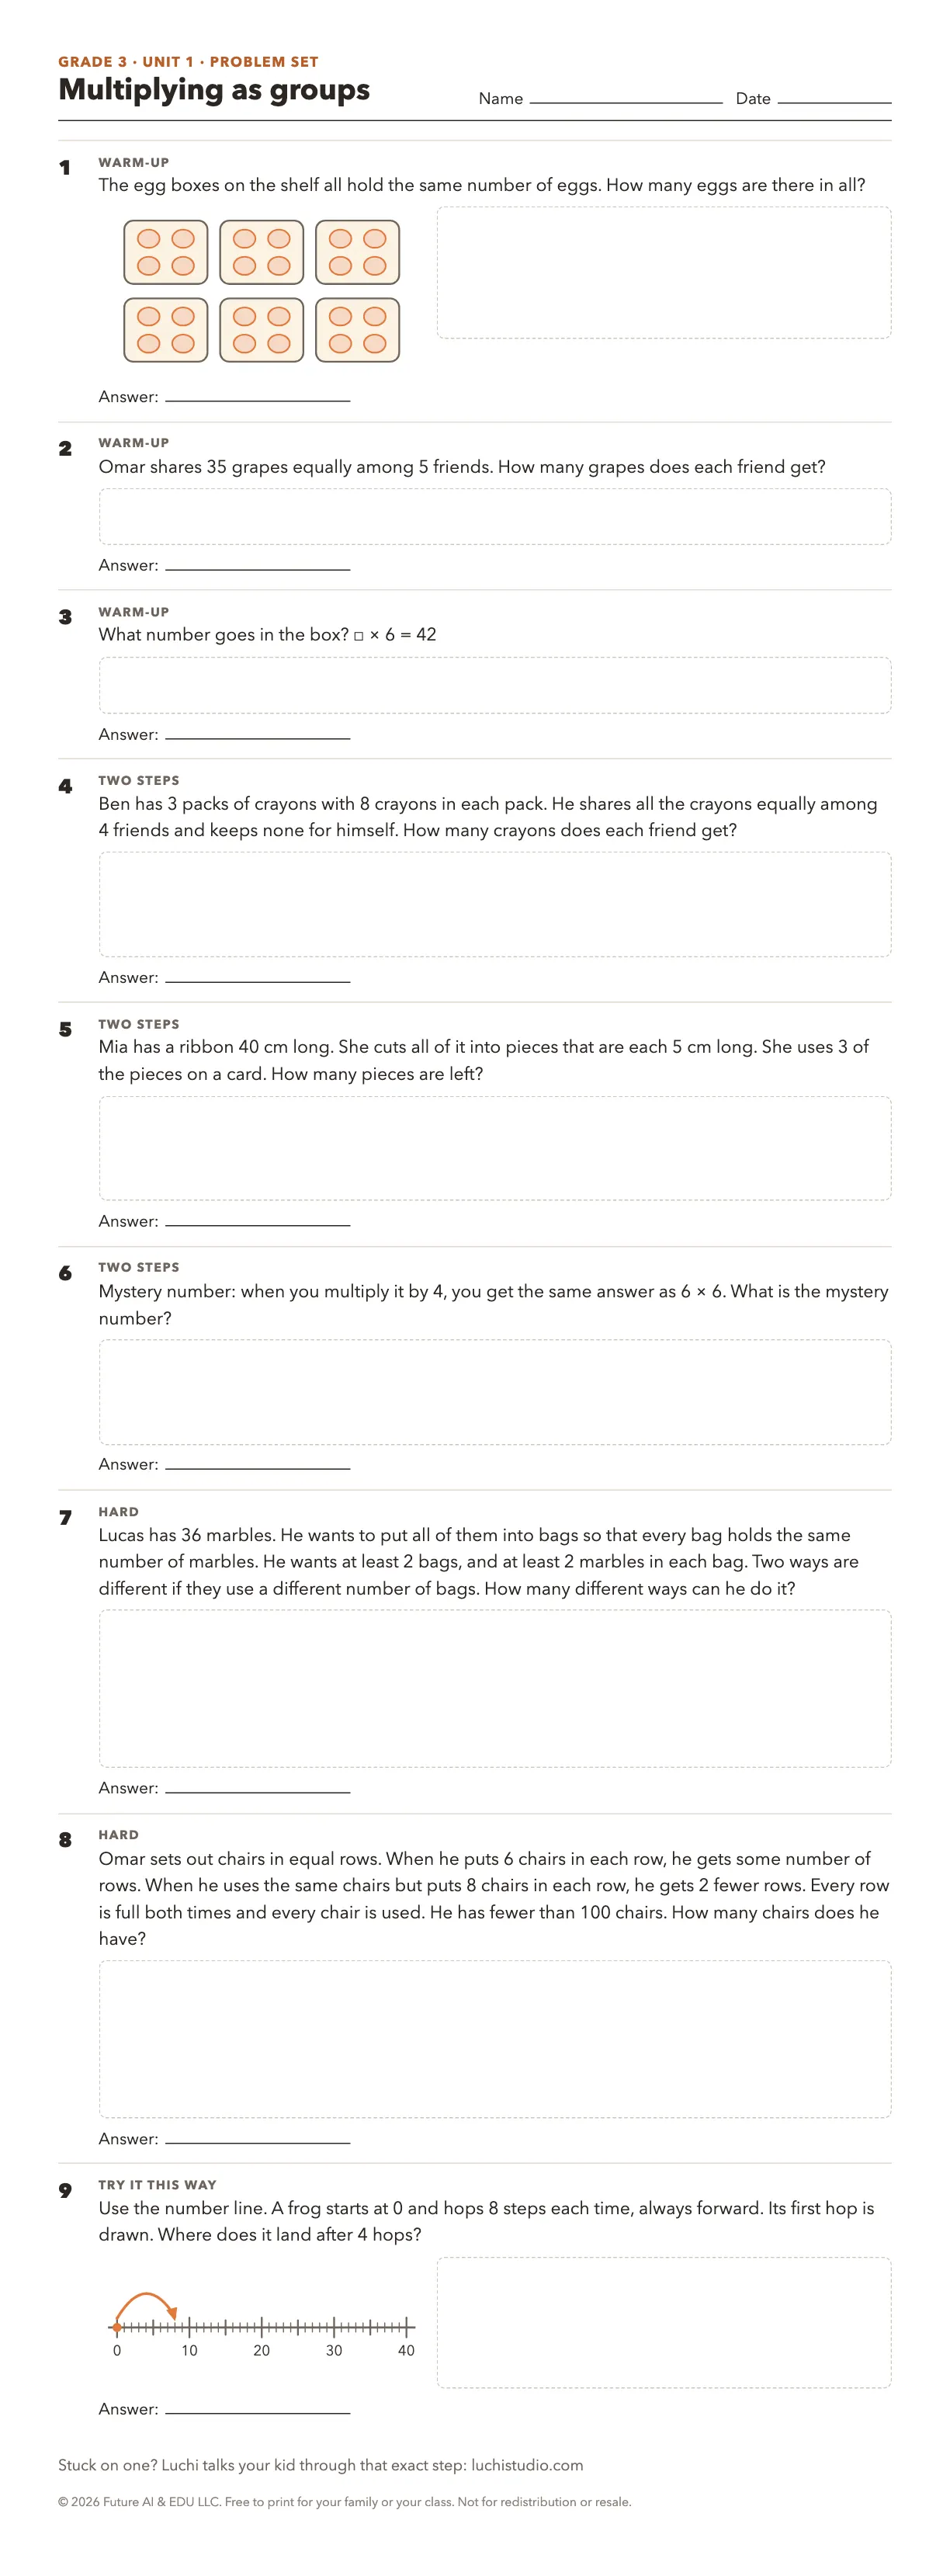 GRADE 3 · UNIT 1 · PROBLEM SET
Multiplying as groups
Name
Date
1
WARM-UP
The egg boxes on the shelf all hold the same number of eggs. How many eggs are there in all?
Answer:
2
WARM-UP
Omar shares 35 grapes equally among 5 friends. How many grapes does each friend get?
Answer:
3
WARM-UP
What number goes in the box? □ × 6 = 42
Answer:
4
TWO STEPS
Ben has 3 packs of crayons with 8 crayons in each pack. He shares all the crayons equally among
4 friends and keeps none for himself. How many crayons does each friend get?
Answer:
5
TWO STEPS
Mia has a ribbon 40 cm long. She cuts all of it into pieces that are each 5 cm long. She uses 3 of
the pieces on a card. How many pieces are left?
Answer:
6
TWO STEPS
Mystery number: when you multiply it by 4, you get the same answer as 6 × 6. What is the mystery
number?
Answer:
7
HARD
Lucas has 36 marbles. He wants to put all of them into bags so that every bag holds the same
number of marbles. He wants at least 2 bags, and at least 2 marbles in each bag. Two ways are
different if they use a different number of bags. How many different ways can he do it?
Answer:
8
HARD
Omar sets out chairs in equal rows. When he puts 6 chairs in each row, he gets some number of
rows. When he uses the same chairs but puts 8 chairs in each row, he gets 2 fewer rows. Every row
is full both times and every chair is used. He has fewer than 100 chairs. How many chairs does he
have?
Answer:
9
TRY IT THIS WAY
Use the number line. A frog starts at 0 and hops 8 steps each time, always forward. Its first hop is
drawn. Where does it land after 4 hops?
0 10 20 30 40
Answer:
Stuck on one? Luchi talks your kid through that exact step: luchistudio.com
© 2026 Future AI & EDU LLC. Free to print for your family or your class. Not for redistribution or resale.